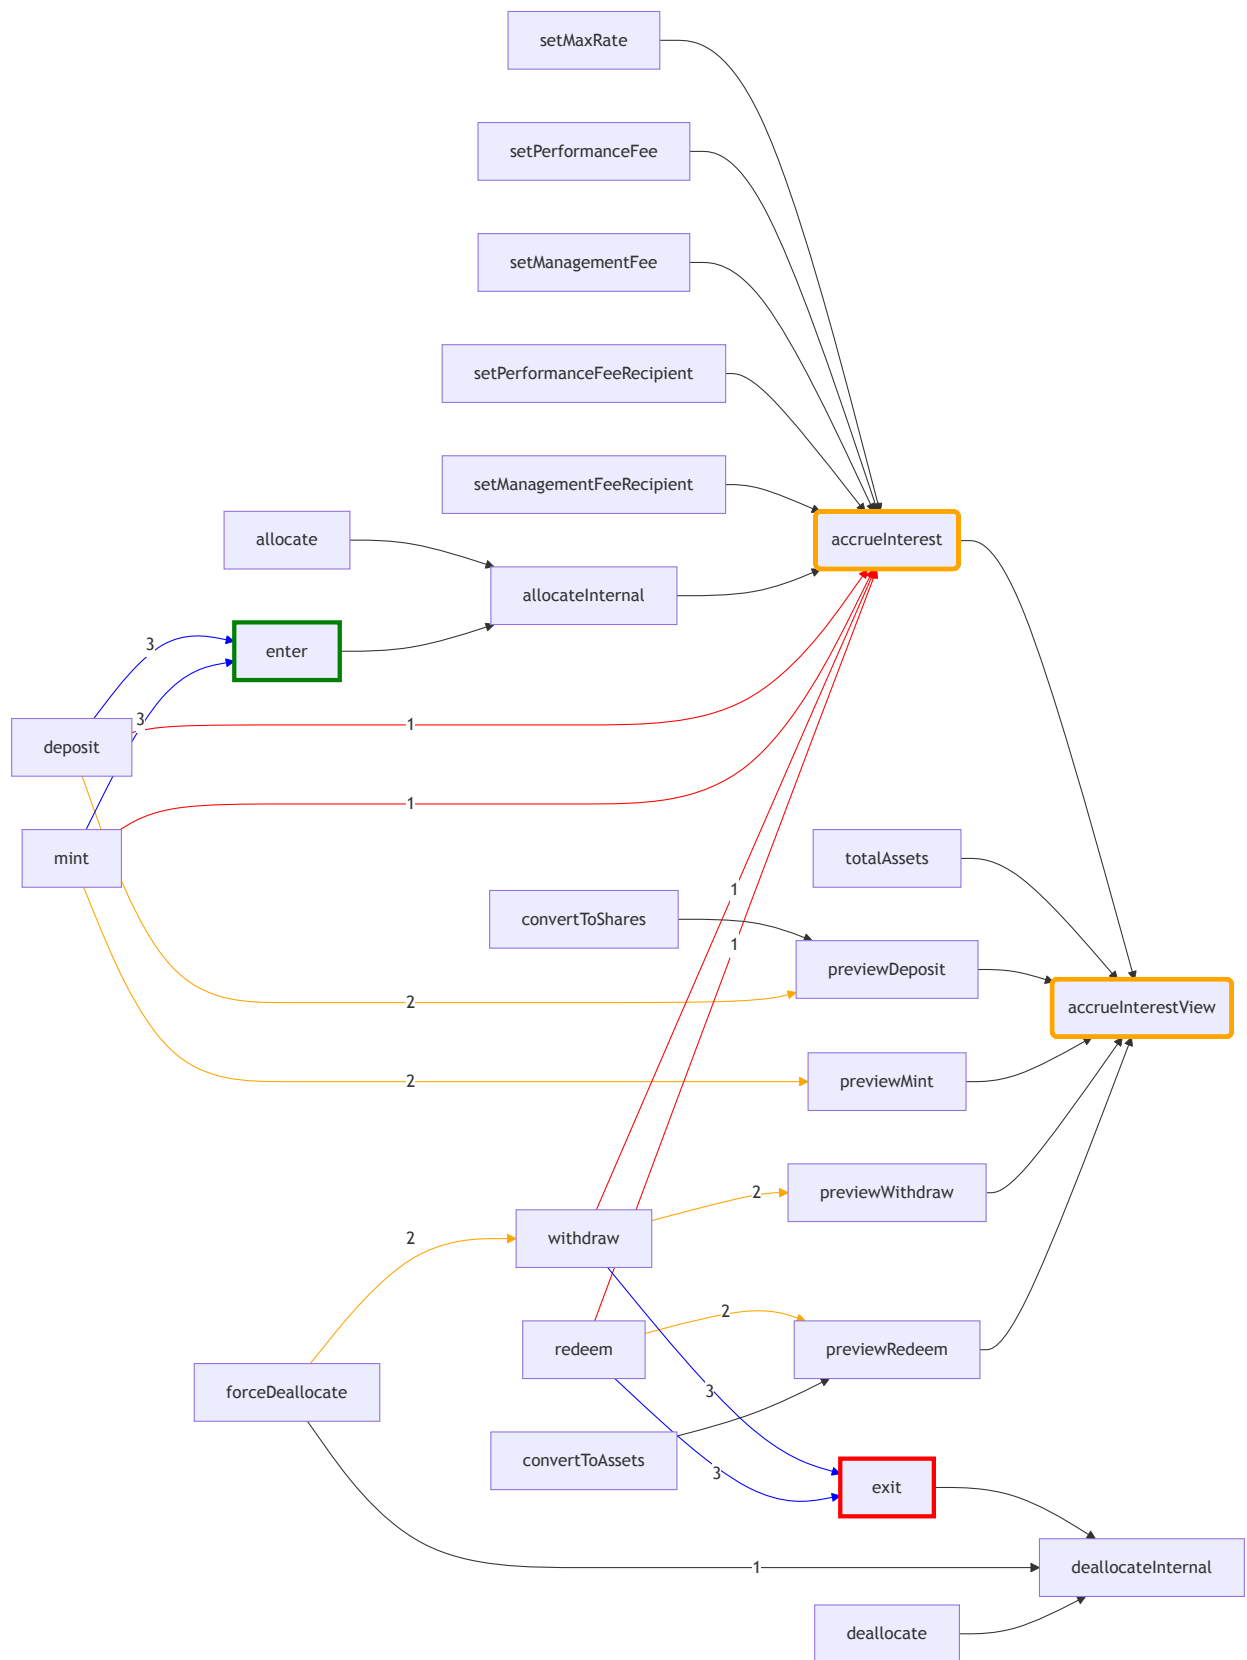 setMaxRate
setPerformanceFee
setManagementFee
setPerformanceFeeRecipient
setManagementFeeRecipient
allocate
accrueInterest
allocateInternal
3
enter
3
deposit
1
1
mint
totalAssets
1
convertToShares
1
previewDeposit
2
accrueInterestView
2
previewMint
2
previewWithdraw
2
withdraw
2
redeem
previewRedeem
forceDeallocate
3
convertToAssets
3
exit
1
deallocateInternal
deallocate